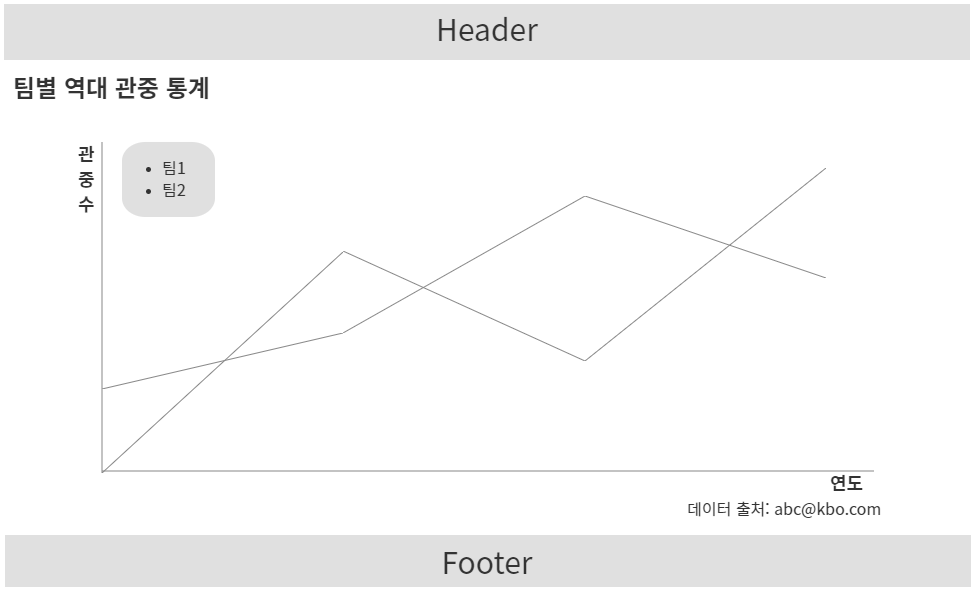 Header
팀별 역대 관중 통계
관
중
수
• 팀1
• 팀2
연도
데이터 출처: abc@kbo.com
Footer